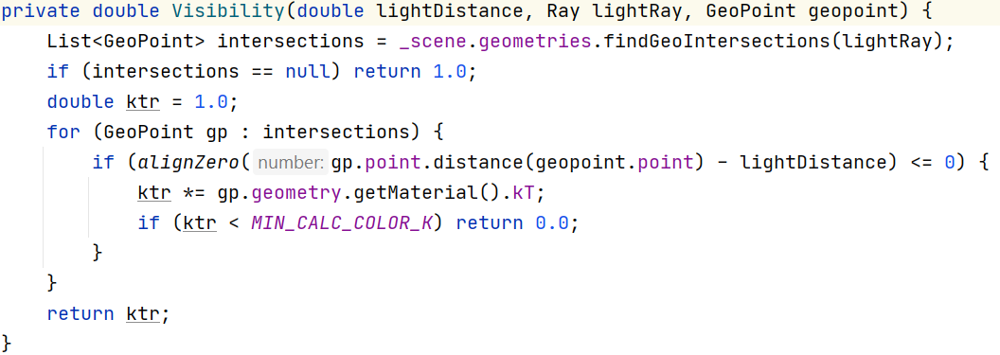 private double Visibility(double lightDistance, Ray lightRay, GeoPoint geopoint) {
    List<GeoPoint> intersections = _scene.geometries.findGeoIntersections(lightRay);
    if (intersections == null) return 1.0;
    double ktr = 1.0;
    for (GeoPoint gp : intersections) {
        if (alignZero( number: gp.point.distance(geopoint.point) - lightDistance) <= 0) {
            ktr *= gp.geometry.getMaterial().kT;
            if (ktr < MIN_CALC_COLOR_K) return 0.0;
        }
    }
    return ktr;
}